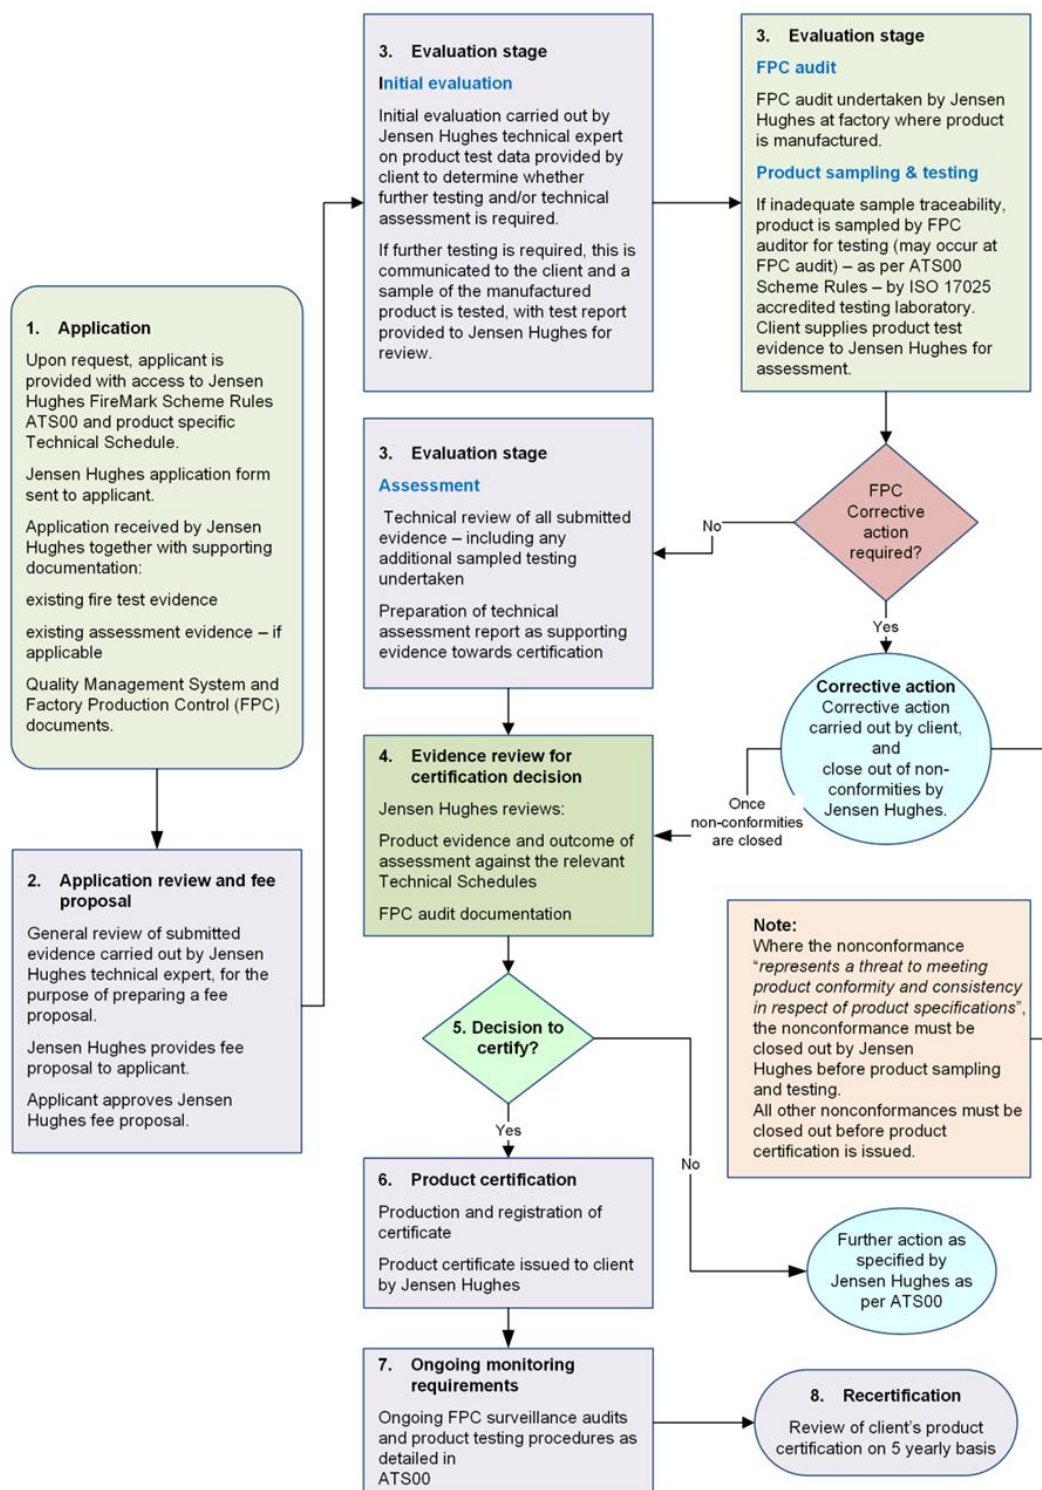 1. Application
Upon request, applicant is
provided with access to Jensen
Hughes FireMark Scheme Rules
ATS00 and product specific
Technical Schedule.
Jensen Hughes application form
sent to applicant.
Application received by Jensen
Hughes together with supporting
documentation:
existing fire test evidence
existing assessment evidence – if
applicable
Quality Management System and
Factory Production Control (FPC)
documents.
2. Application review and fee
proposal
General review of submitted
evidence carried out by Jensen
Hughes technical expert, for the
purpose of preparing a fee
proposal.
Jensen Hughes provides fee
proposal to applicant.
Applicant approves Jensen
Hughes fee proposal.
3. Evaluation stage
Initial evaluation
Initial evaluation carried out by
Jensen Hughes technical expert
on product test data provided by
client to determine whether
further testing and/or technical
assessment is required.
If further testing is required, this is
communicated to the client and a
sample of the manufactured
product is tested, with test report
provided to Jensen Hughes for
review.
3. Evaluation stage
FPC audit
FPC audit undertaken by Jensen
Hughes at factory where product
is manufactured.
Product sampling & testing
If inadequate sample traceability,
product is sampled by FPC
auditor for testing (may occur at
FPC audit) – as per ATS00
Scheme Rules – by ISO 17025
accredited testing laboratory.
Client supplies product test
evidence to Jensen Hughes for
assessment.
FPC
Corrective
action
required?
No
Yes
3. Evaluation stage
Assessment
Technical review of all submitted
evidence – including any
additional sampled testing
undertaken
Preparation of technical
assessment report as supporting
evidence towards certification
Corrective action
Corrective action
carried out by client,
and
close out of non-
conformities by
Jensen Hughes.
Once
non-conformities
are closed
4. Evidence review for
certification decision
Jensen Hughes reviews:
Product evidence and outcome of
assessment against the relevant
Technical Schedules
FPC audit documentation
Note:
Where the nonconformance
“represents a threat to meeting
product conformity and consistency
in respect of product specifications”,
the nonconformance must be
closed out by Jensen
Hughes before product sampling
and testing.
All other nonconformances must be
closed out before product
certification is issued.
5. Decision to
certify?
Yes
No
6. Product certification
Production and registration of
certificate
Product certificate issued to client
by Jensen Hughes
Further action as
specified by
Jensen Hughes as
per ATS00
7. Ongoing monitoring
requirements
Ongoing FPC surveillance audits
and product testing procedures as
detailed in
ATS00
8. Recertification
Review of client’s product
certification on 5 yearly basis